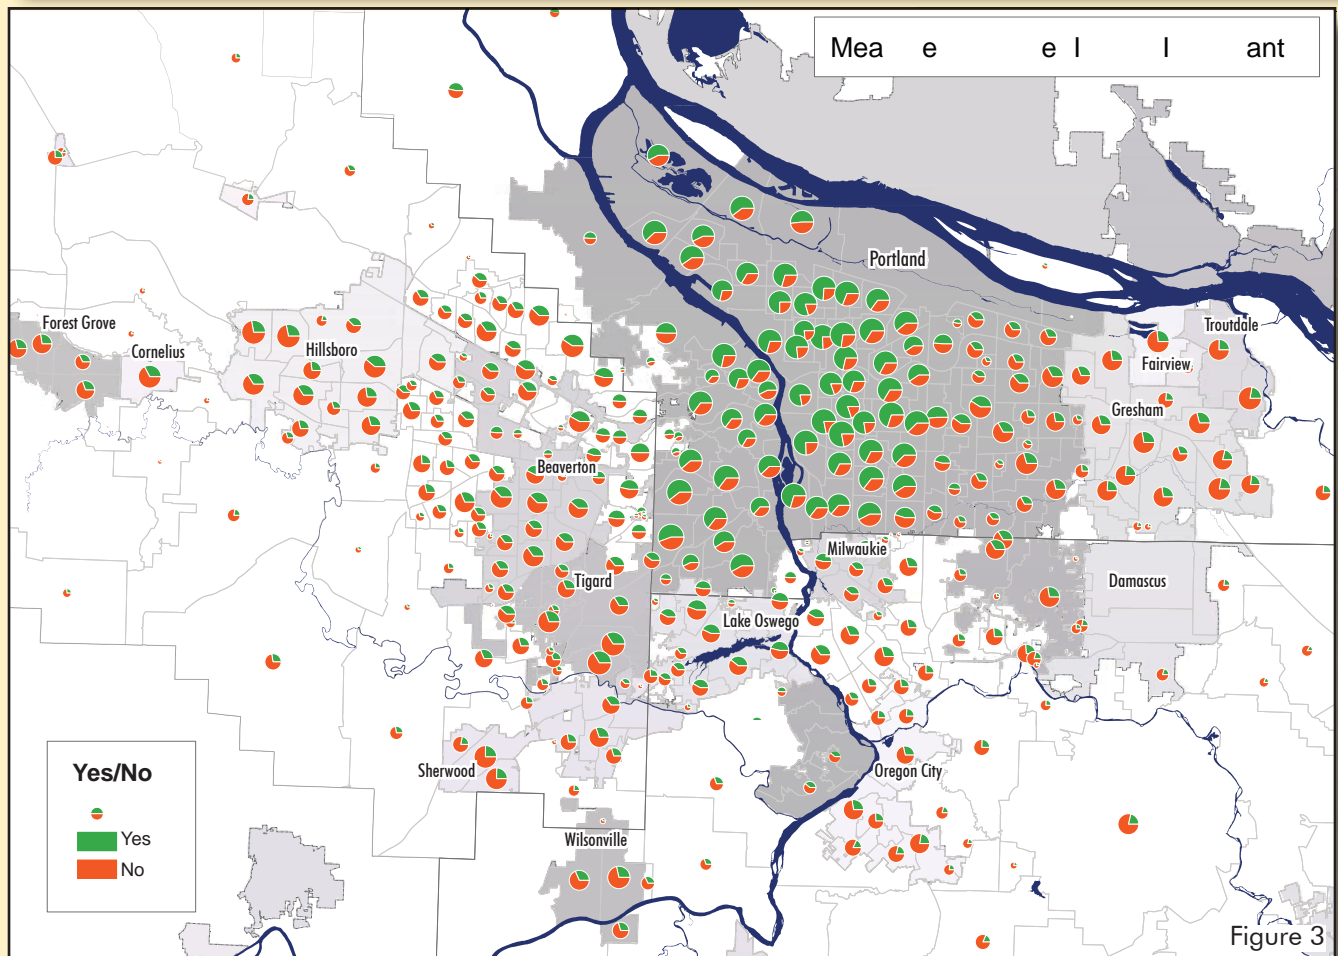 Mea e e l l ant
Portland
Troutdale
Forest Grove
Cornelius
Hillsboro
Fairview
Gresham
Beaverton
Milwaukie
Tigard
Damascus
Lake Oswego
Sherwood
Oregon City
Wilsonville
Yes/No
Yes
No
Figure 3